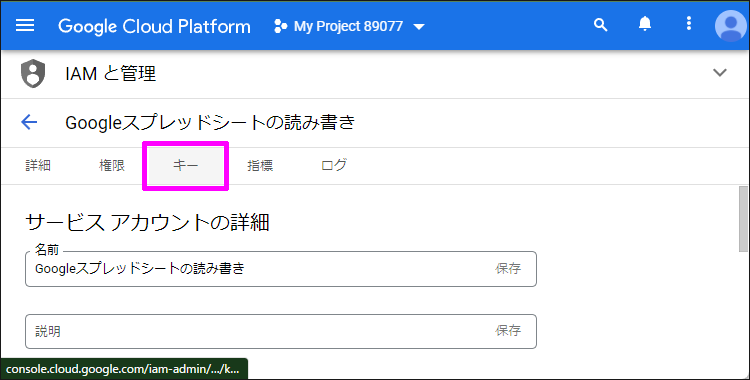 Google Cloud Platform
My Project 89077
IAM と管理
Googleスプレッドシートの読み書き
詳細 権限 キー 指標 ログ
サービス アカウントの詳細
名前
Googleスプレッドシートの読み書き 保存
説明 保存
console.cloud.google.com/iam-admin/.../k...